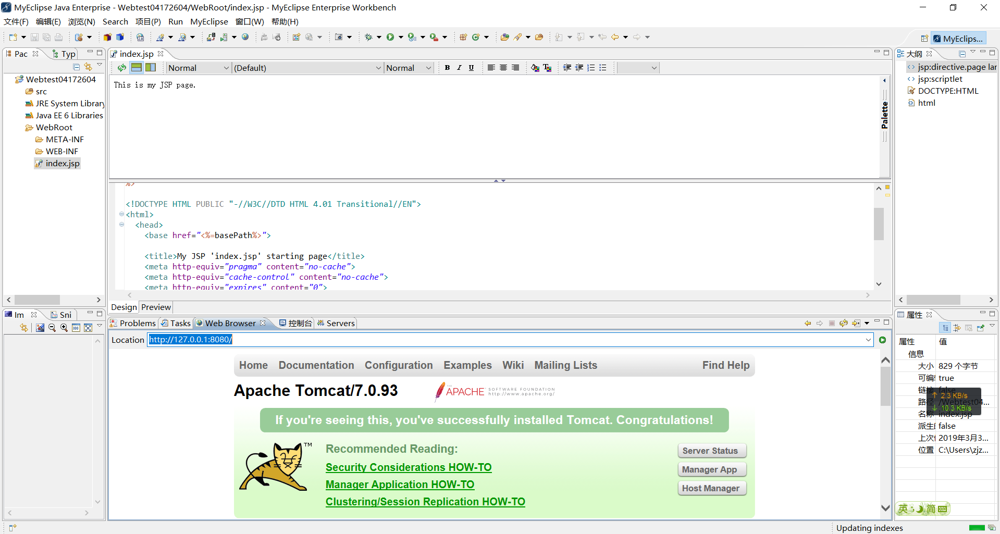 MyEclipse Java Enterprise - Webtest04172604/WebRoot/index.jsp - MyEclipse Enterprise Workbench
文件(F) 编辑(E) 浏览(N) Search 项目(P) Run MyEclipse 窗口(W) 帮助(H)
MyEclips...
Pac Typ
Webtest04172604
src
JRE System Library
Java EE 6 Libraries
WebRoot
META-INF
WEB-INF
index.jsp
index.jsp
Normal (Default) Normal B I U
This is my JSP page.
Palette
%>
<!DOCTYPE HTML PUBLIC "-//W3C//DTD HTML 4.01 Transitional//EN">
<html>
<head>
<base href="<%=basePath%>">
<title>My JSP 'index.jsp' starting page</title>
<meta http-equiv="pragma" content="no-cache">
<meta http-equiv="cache-control" content="no-cache">
<meta http-equiv="expires" content="0">
Design Preview
大纲
jsp:directive.page lar
jsp:scriptlet
DOCTYPE:HTML
html
Im Sni
Problems Tasks Web Browser 控制台 Servers
Location http://127.0.0.1:8080/
Home Documentation Configuration Examples Wiki Mailing Lists Find Help
Apache Tomcat/7.0.93
THE APACHE SOFTWARE FOUNDATION
http://www.apache.org/
If you're seeing this, you've successfully installed Tomcat. Congratulations!
TM
Recommended Reading:
Security Considerations HOW-TO
Manager Application HOW-TO
Clustering/Session Replication HOW-TO
Server Status
Manager App
Host Manager
属性
属性 值
信息
大小 829 个字节
可编辑 true
链接 false
路径 /Webtest04...
名称 index.jsp
派生的 false
上次 2019年3月3...
位置 C:\Users\zjz...
↑ 2.3 KB/s
↓ 10.3 KB/s
英 简
Updating indexes